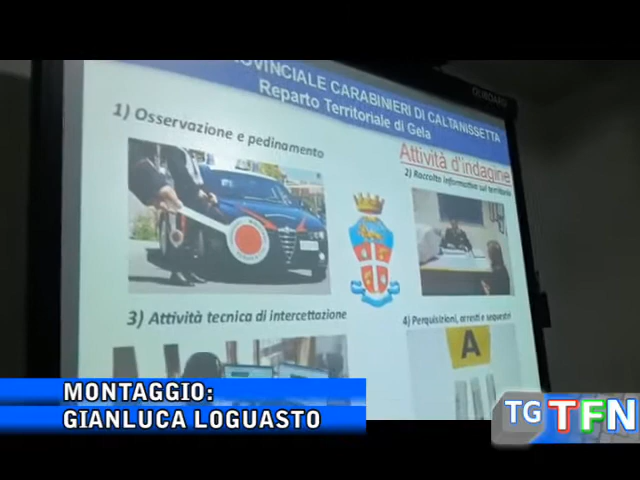 OVINCIALE CARABINIERI DI CALTANISSETTA
Reparto Territoriale di Gela
Attività d'indagine
1) Osservazione e pedinamento
2) Raccolta informativa sul territorio
3) Attività tecnica di intercettazione
4) Perquisizioni, arresti e sequestri
A
MONTAGGIO:
GIANLUCA LOGUASTO
TG TFN